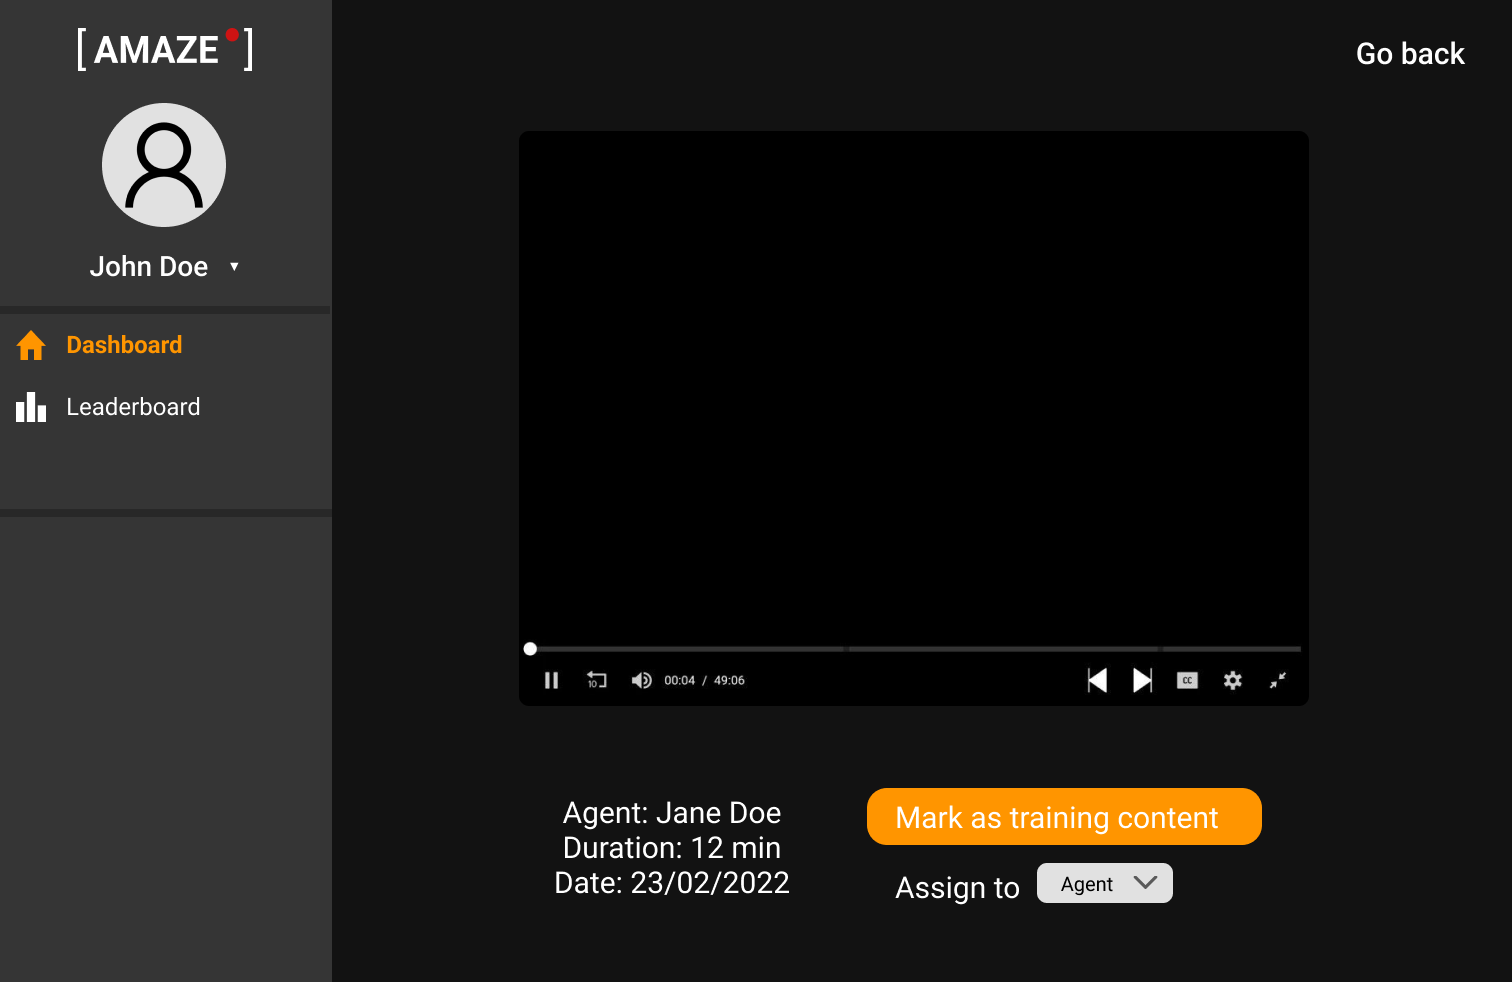 [ AMAZE ]
Go back
John Doe
Dashboard
Leaderboard
10
00:04 / 49:06
CC
Agent: Jane Doe
Duration: 12 min
Date: 23/02/2022
Mark as training content
Assign to
Agent